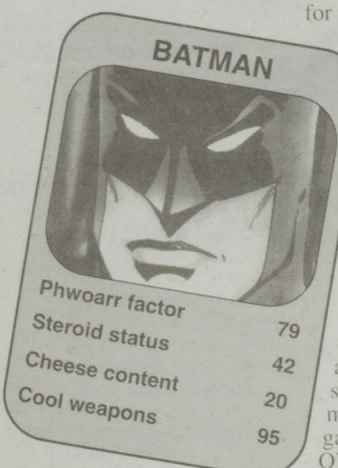 for
BATMAN
Phwoarr factor 79
Steroid status 42
Cheese content 20
Cool weapons 95